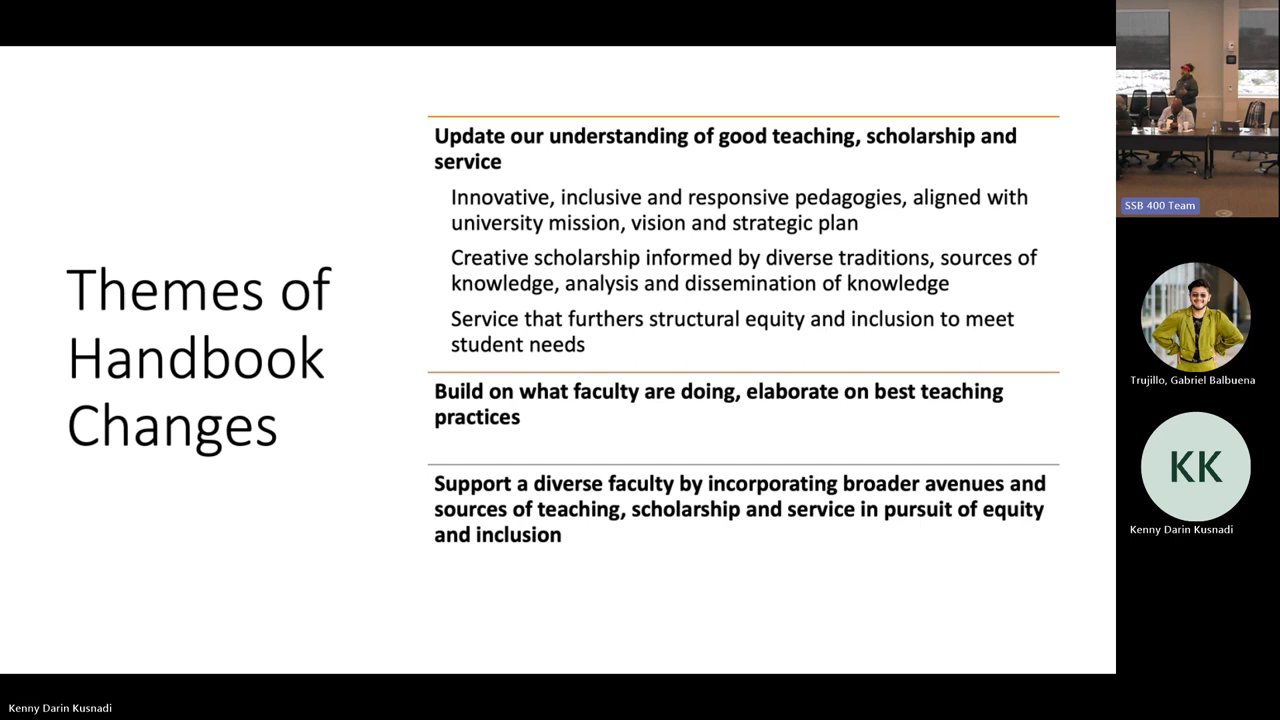 Themes of
Handbook
Changes
Update our understanding of good teaching, scholarship and
service
Innovative, inclusive and responsive pedagogies, aligned with
university mission, vision and strategic plan
Creative scholarship informed by diverse traditions, sources of
knowledge, analysis and dissemination of knowledge
Service that furthers structural equity and inclusion to meet
student needs
Build on what faculty are doing, elaborate on best teaching
practices
Support a diverse faculty by incorporating broader avenues and
sources of teaching, scholarship and service in pursuit of equity
and inclusion
SSB 400 Team
Trujillo, Gabriel Balbuena
KK
Kenny Darin Kusnadi
Kenny Darin Kusnadi